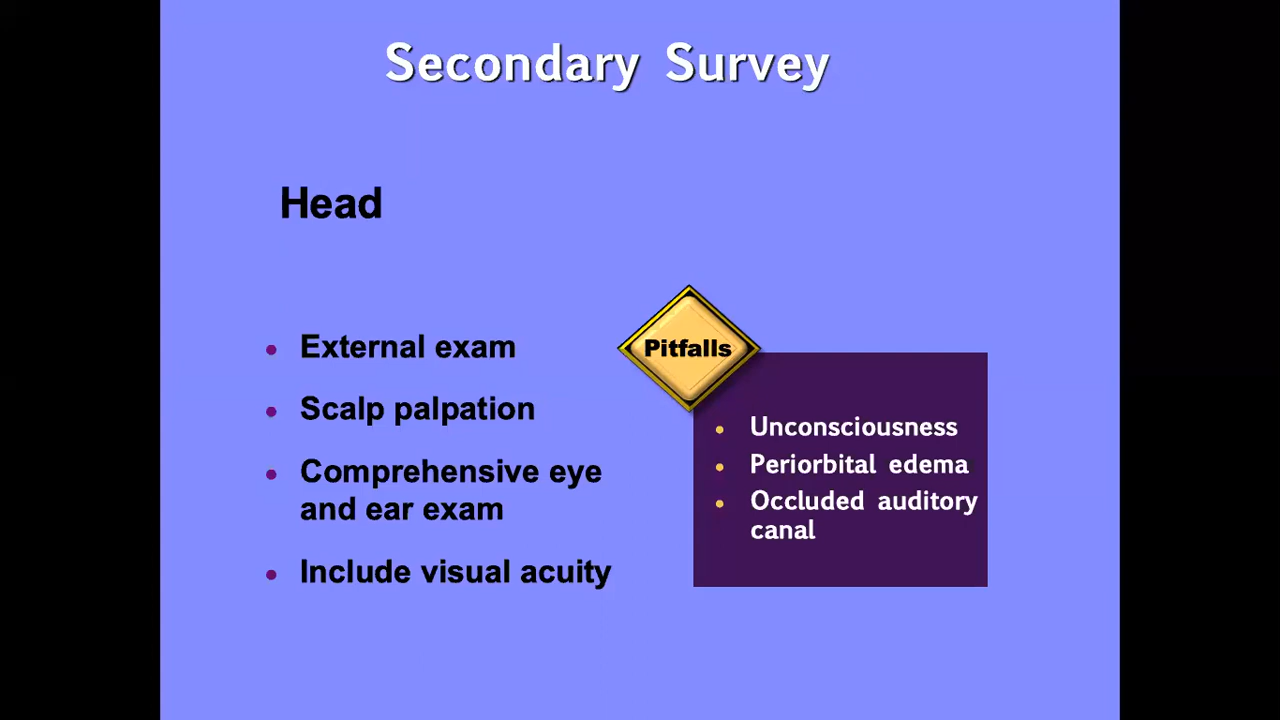 Secondary Survey
Head
External exam
Scalp palpation
Comprehensive eye
and ear exam
Include visual acuity
Pitfalls
Unconsciousness
Periorbital edema
Occluded auditory
canal